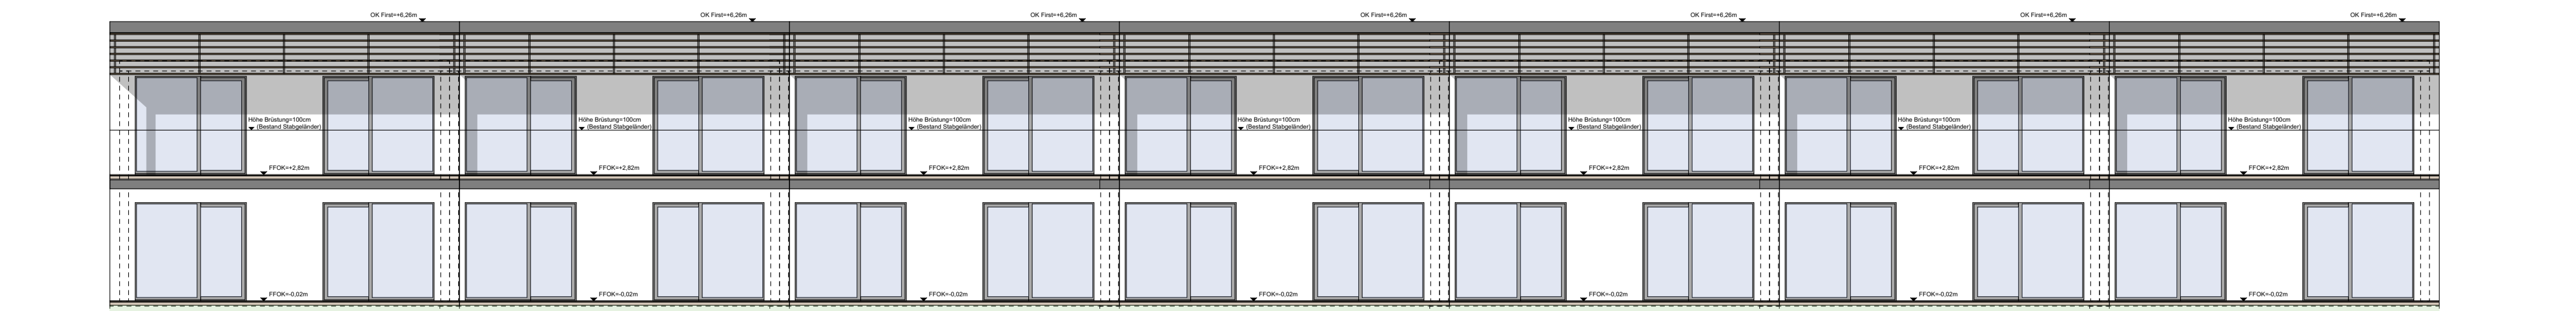 OK First=+6,26m
OK First=+6,26m
OK First=+6,26m
OK First=+6,26m
OK First=+6,26m
OK First=+6,26m
OK First=+6,26m
Höhe Brüstung=100cm
(Bestand Stabgeländer)
Höhe Brüstung=100cm
(Bestand Stabgeländer)
Höhe Brüstung=100cm
(Bestand Stabgeländer)
Höhe Brüstung=100cm
(Bestand Stabgeländer)
Höhe Brüstung=100cm
(Bestand Stabgeländer)
Höhe Brüstung=100cm
(Bestand Stabgeländer)
Höhe Brüstung=100cm
(Bestand Stabgeländer)
FFOK=+2,82m
FFOK=+2,82m
FFOK=+2,82m
FFOK=+2,82m
FFOK=+2,82m
FFOK=+2,82m
FFOK=+2,82m
FFOK=-0,02m
FFOK=-0,02m
FFOK=-0,02m
FFOK=-0,02m
FFOK=-0,02m
FFOK=-0,02m
FFOK=-0,02m